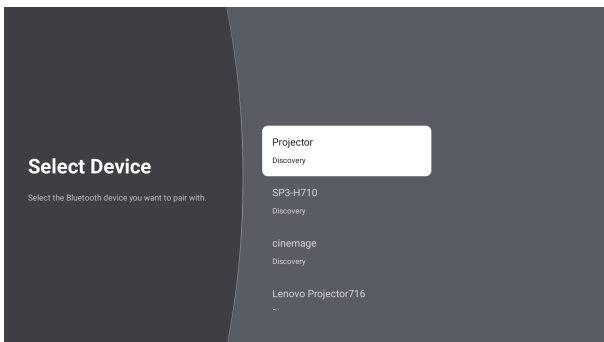 Select Device
Select the Bluetooth device you want to pair with.
Projector
Discovery
SP3-H710
Discovery
cinemage
Discovery
Lenovo Projector716